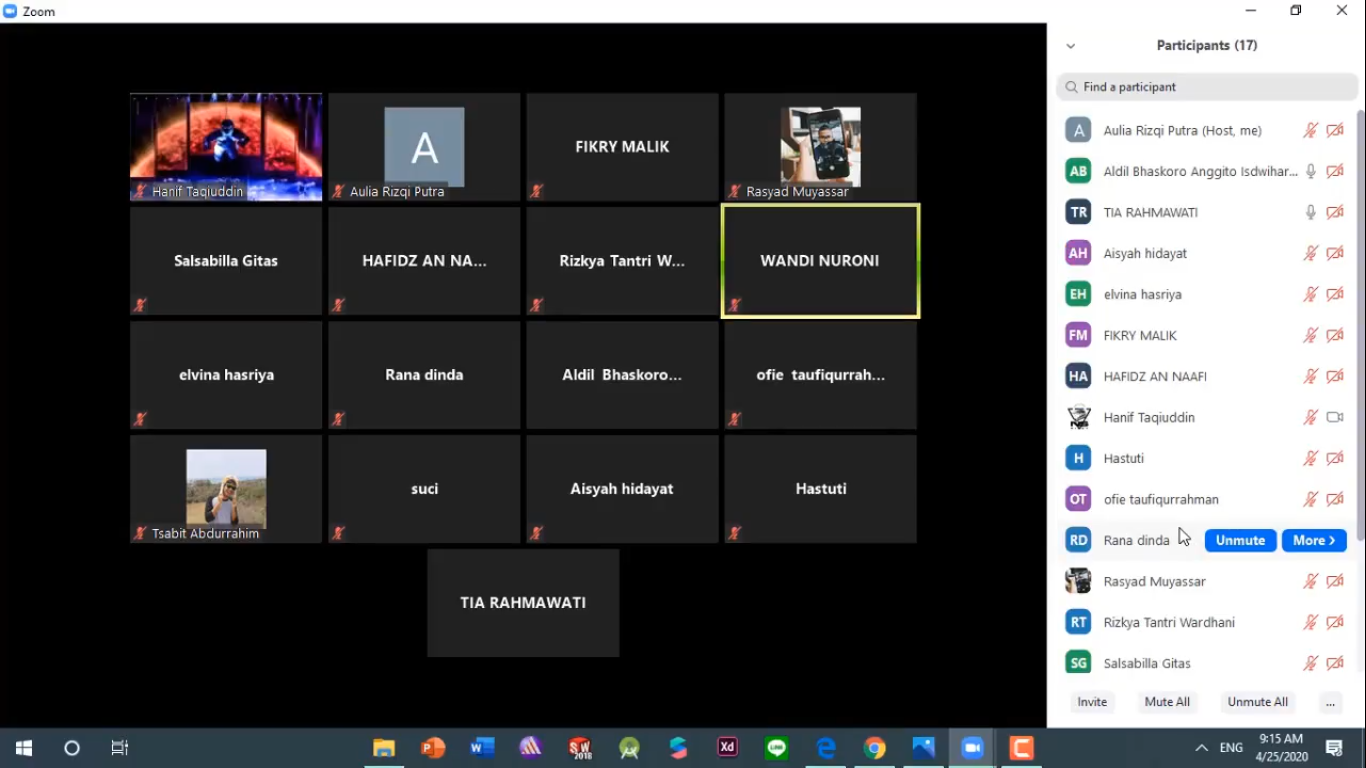 Zoom
Participants (17)
Find a participant
Hanif Taqiuddin
A
Aulia Rizqi Putra
FIKRY MALIK
Rasyad Muyassar
Salsabilla Gitas
HAFIDZ AN NA...
Rizkya Tantri W...
WANDI NURONI
elvina hasriya
Rana dinda
Aldil Bhaskoro...
ofie taufiqurrah...
Tsabit Abdurrahim
suci
Aisyah hidayat
Hastuti
TIA RAHMAWATI
A Aulia Rizqi Putra (Host, me)
AB Aldil Bhaskoro Anggito Isdwihar...
TR TIA RAHMAWATI
AH Aisyah hidayat
EH elvina hasriya
FM FIKRY MALIK
HA HAFIDZ AN NAAFI
Hanif Taqiuddin
H Hastuti
OT ofie taufiqurrahman
RD Rana dinda Unmute More >
Rasyad Muyassar
RT Rizkya Tantri Wardhani
SG Salsabilla Gitas
Invite Mute All Unmute All ...
SW 2018 Xd LINE
ENG
9:15 AM
4/25/2020